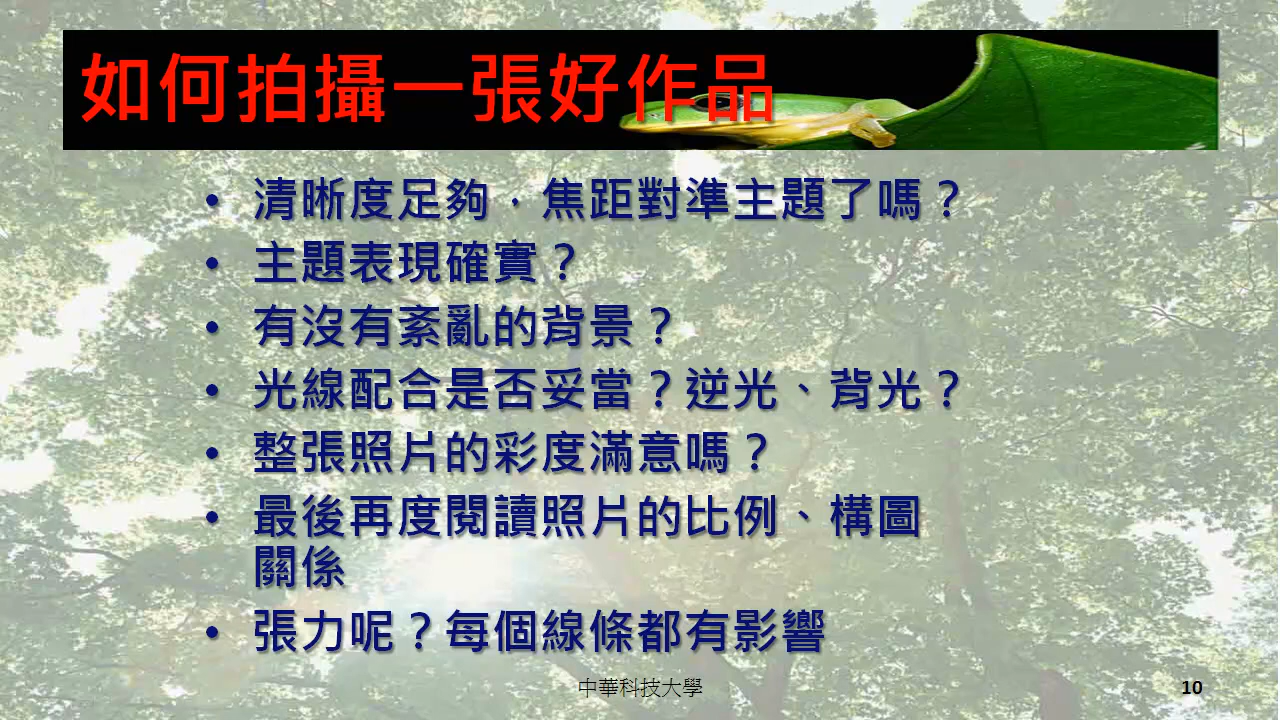 如何拍攝一張好作品
• 清晰度足夠，焦距對準主題了嗎？
• 主題表現確實？
• 有沒有紊亂的背景？
• 光線配合是否妥當？逆光、背光？
• 整張照片的彩度滿意嗎？
• 最後再度閱讀照片的比例、構圖
關係
• 張力呢？每個線條都有影響
中華科技大學
10